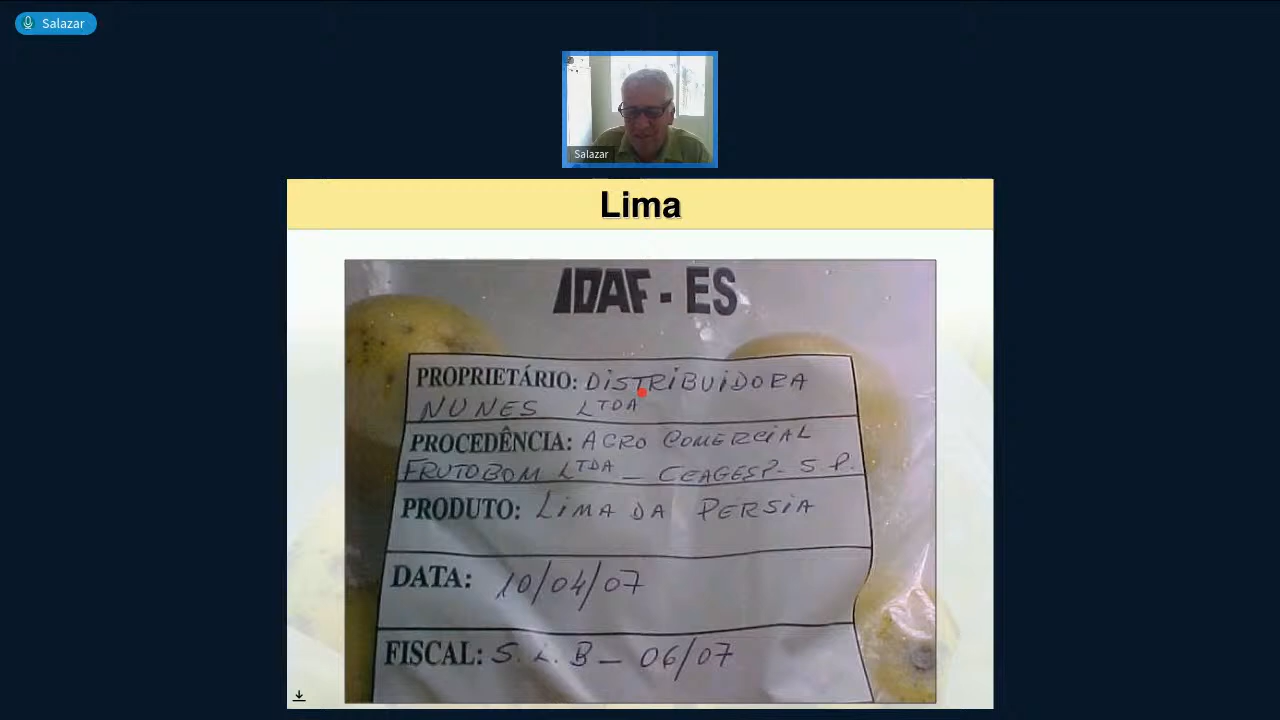 Salazar
Salazar
Lima
IDAF - ES
PROPRIETÁRIO: DISTRIBUIDORA
NUNES LTDA
PROCEDÊNCIA: AGRO COMERCIAL
FRUTOBOM LTDA - CEAGESP- S.P.
PRODUTO: LIMA DA PERSIA
DATA: 10/04/07
FISCAL: S. L. B - 06/07